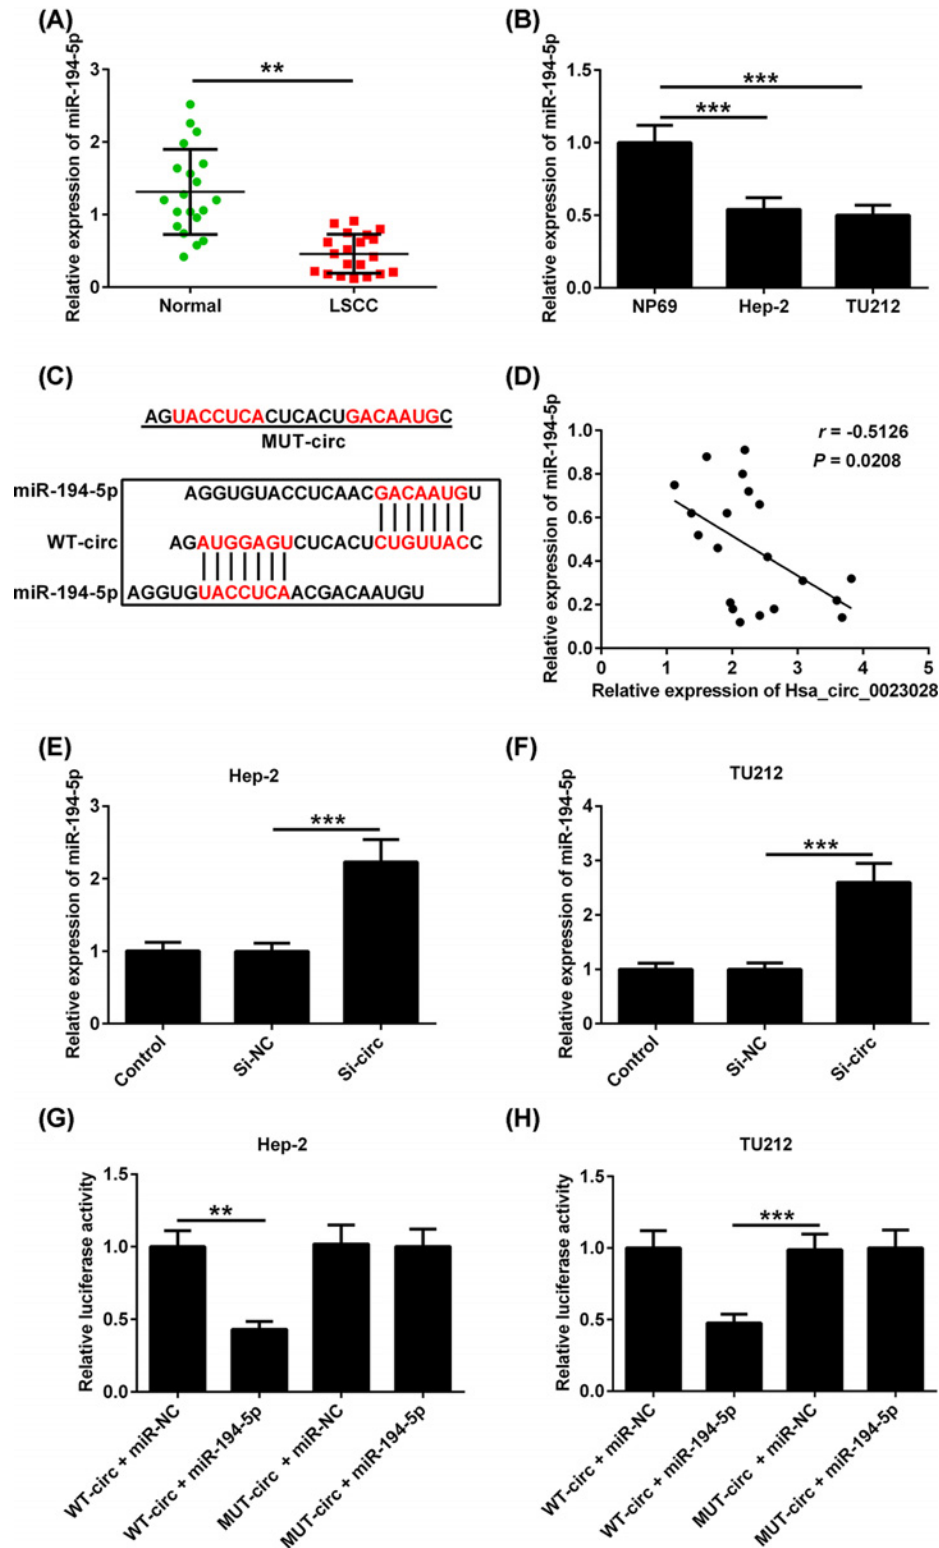 (A)
Relative expression of miR-194-5p
3
2
1
0
**
Normal
LSCC
(B)
Relative expression of miR-194-5p
1.5
1.0
0.5
0.0
***
***
NP69
Hep-2
TU212
(C)
AGUACCUCACUCACUGACAAUGC
MUT-circ
miR-194-5p
AGGUGUACCUCAACGACAAUGU
WT-circ
AGAUGGAGUCUCACUCUGUUACC
miR-194-5p
AGGUGUACCUCAACGACAAUGU
(D)
Relative expression of miR-194-5p
1.0
0.8
0.6
0.4
0.2
0.0
r = -0.5126
P = 0.0208
0 1 2 3 4 5
Relative expression of Hsa_circ_0023028
(E)
Hep-2
Relative expression of miR-194-5p
3
2
1
0
***
Control
Si-NC
Si-circ
(F)
TU212
Relative expression of miR-194-5p
4
3
2
1
0
***
Control
Si-NC
Si-circ
(G)
Hep-2
Relative luciferase activity
1.5
1.0
0.5
0.0
**
WT-circ + miR-NC
WT-circ + miR-194-5p
MUT-circ + miR-NC
MUT-circ + miR-194-5p
(H)
TU212
Relative luciferase activity
1.5
1.0
0.5
0.0
***
WT-circ + miR-NC
WT-circ + miR-194-5p
MUT-circ + miR-NC
MUT-circ + miR-194-5p